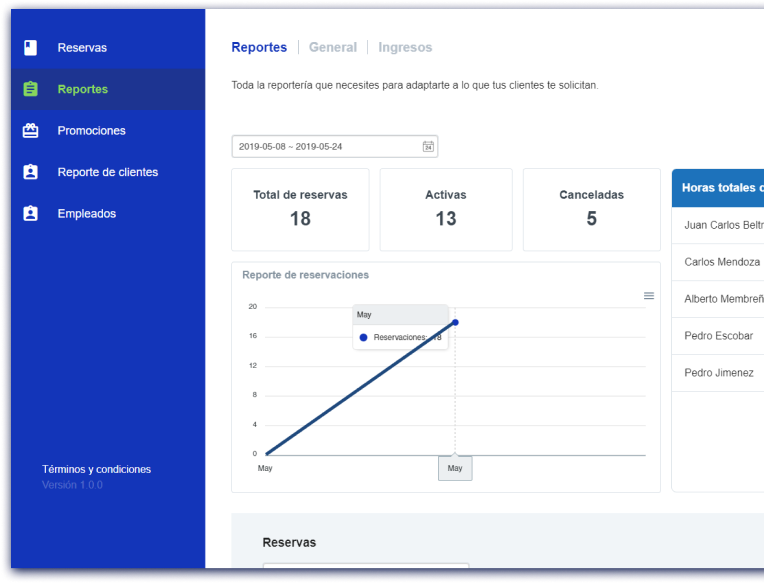 Reservas
Reportes
Promociones
Reporte de clientes
Empleados
Términos y condiciones
Versión 1.0.0
Reportes | General | Ingresos
Toda la reportería que necesites para adaptarte a lo que tus clientes te solicitan.
2019-05-08 ~ 2019-05-24
24
Total de reservas
18
Activas
13
Canceladas
5
Reporte de reservaciones
20
16
12
8
4
0
May
Reservaciones: 18
May
May
Horas totales
Juan Carlos Beltr
Carlos Mendoza
Alberto Membreñ
Pedro Escobar
Pedro Jimenez
Reservas